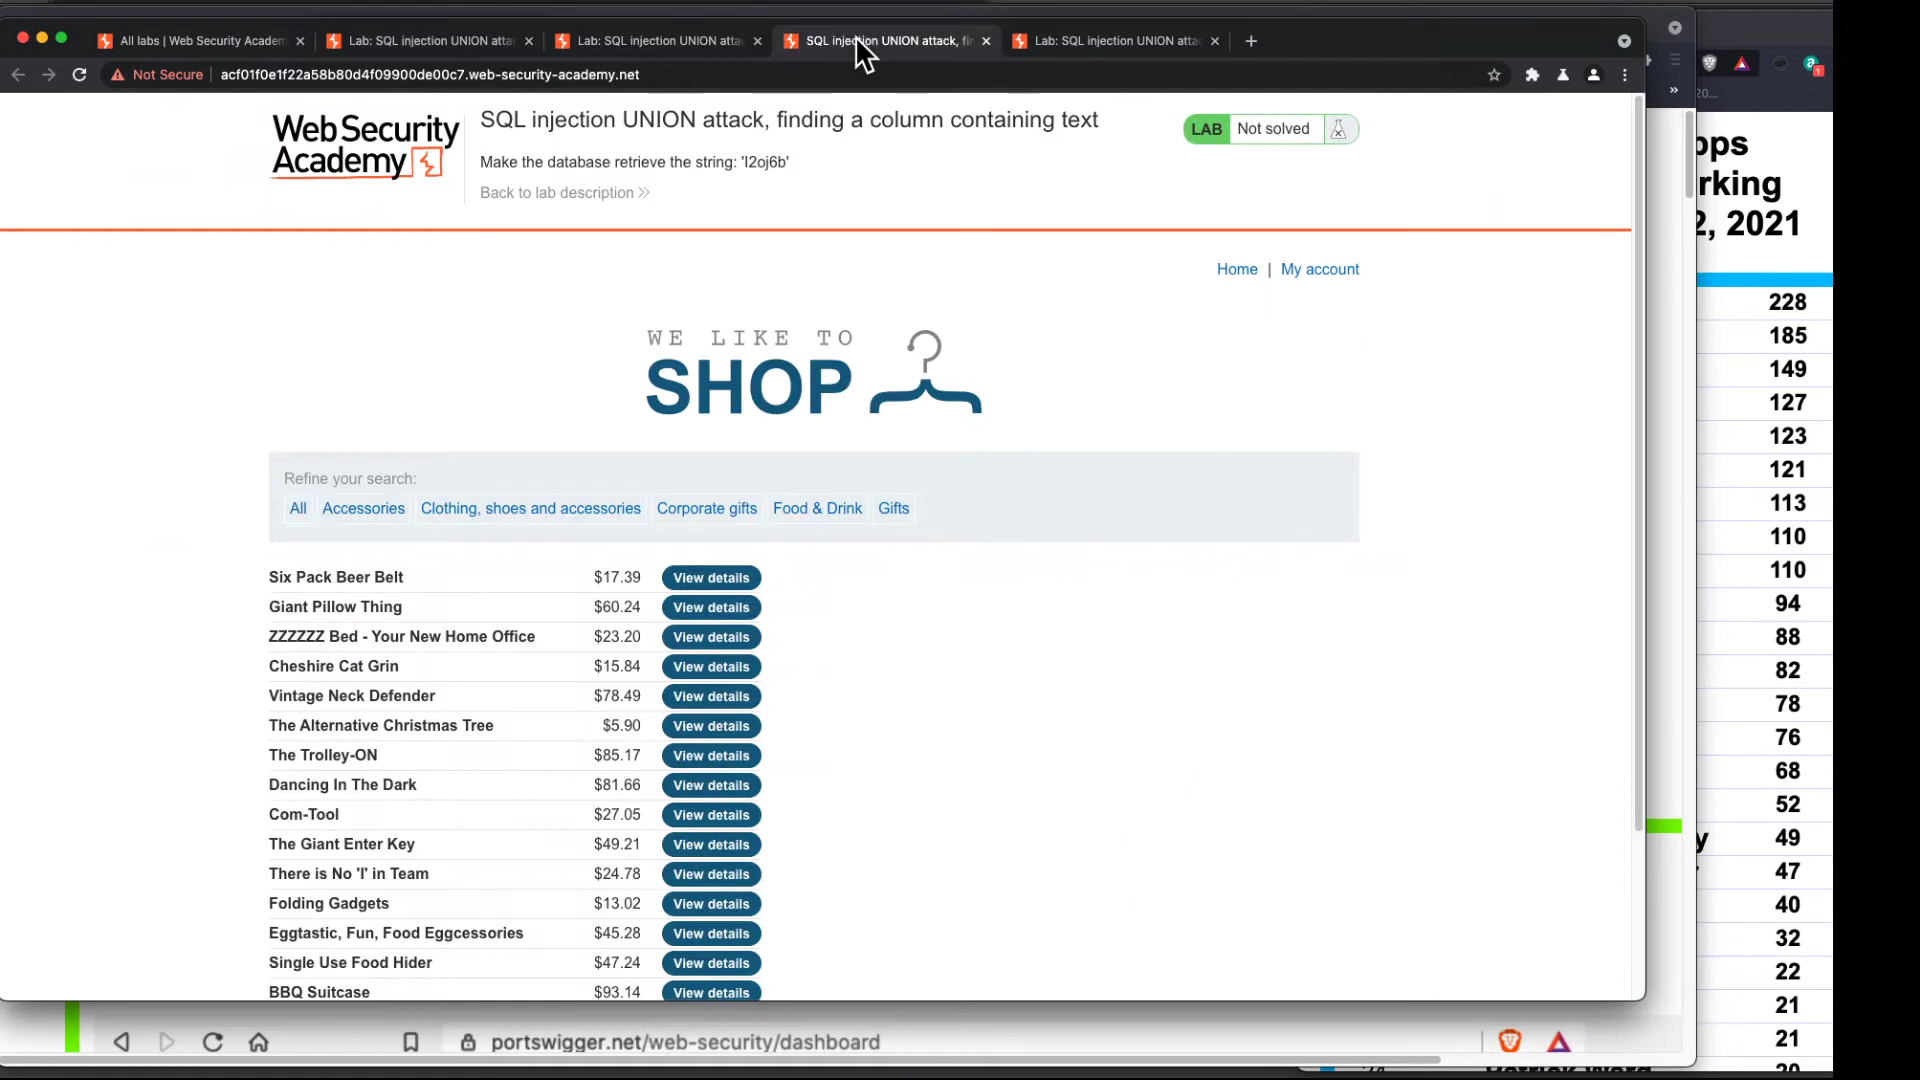 All labs | Web Security Academ
Lab: SQL injection UNION atta
Lab: SQL injection UNION atta
SQL injection UNION attack, fin
Lab: SQL injection UNION atta
Not Secure
acf01f0e1f22a58b80d4f09900de00c7.web-security-academy.net
WebSecurity
Academy
SQL injection UNION attack, finding a column containing text
Make the database retrieve the string: 'I2oj6b'
Back to lab description
LAB Not solved
Home | My account
WE LIKE TO
SHOP
Refine your search:
All Accessories Clothing, shoes and accessories Corporate gifts Food & Drink Gifts
Six Pack Beer Belt $17.39 View details
Giant Pillow Thing $60.24 View details
ZZZZZZ Bed - Your New Home Office $23.20 View details
Cheshire Cat Grin $15.84 View details
Vintage Neck Defender $78.49 View details
The Alternative Christmas Tree $5.90 View details
The Trolley-ON $85.17 View details
Dancing In The Dark $81.66 View details
Com-Tool $27.05 View details
The Giant Enter Key $49.21 View details
There is No 'I' in Team $24.78 View details
Folding Gadgets $13.02 View details
Eggtastic, Fun, Food Eggcessories $45.28 View details
Single Use Food Hider $47.24 View details
BBQ Suitcase $93.14 View details
portswigger.net/web-security/dashboard
20...
1
pps
rking
2, 2021
228
185
149
127
123
121
113
110
110
94
88
82
78
76
68
52
y 49
47
40
32
22
21
21
20